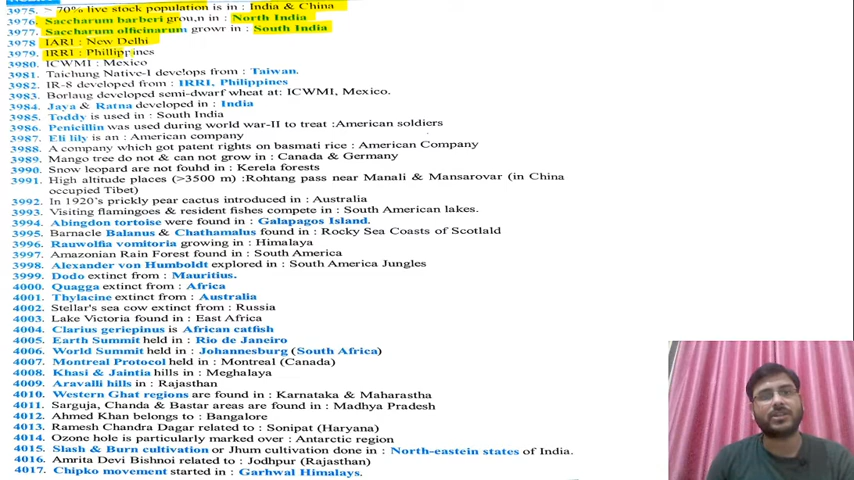 3975. > 70% live stock population is in : India & China
3976. Saccharum barberi grou,n in : North India
3977. Saccharum olficinarum growr in : South India
3978 IARI : New Delhi
3979. IRRI : Phillippines
3980. ICWMI : Mexico
3981. Taichung Native-1 develops from : Taiwan.
3982. IR-8 developed from : IRRI, Philippines
3983. Borlaug developed semi-dwarf wheat at: ICWMI, Mexico.
3984. Jaya & Ratna developed in : India
3985. Toddy is used in : South India
3986. Penicillin was used during world war-II to treat :American soldiers
3987. Eli lily is an : American company
3988. A company which got patent rights on basmati rice : American Company
3989. Mango tree do not & can not grow in : Canada & Germany
3990. Snow leopard are not fouhd in : Kerela forests
3991. High altitude places (>3500 m) :Rohtang pass near Manali & Mansarovar (in China
occupied Tibet)
3992. In 1920's prickly pear cactus introduced in : Australia
3993. Visiting flamingoes & resident fishes compete in : South American lakes.
3994. Abingdon tortoise were found in : Galapagos Island.
3995. Barnacle Balanus & Chathamalus found in : Rocky Sea Coasts of Scotlald
3996. Rauwolfia vomitoria growing in : Himalaya
3997. Amazonian Rain Forest found in : South America
3998. Alexander von Humboldt explored in : South America Jungles
3999. Dodo extinct from : Mauritius.
4000. Quagga extinct from : Africa
4001. Thylacine extinct from : Australia
4002. Stellar's sea cow extinct from : Russia
4003. Lake Victoria found in : East Africa
4004. Clarius geriepinus is African catfish
4005. Earth Summit held in : Rio de Janeiro
4006. World Summit held in : Johannesburg (South Africa)
4007. Montreal Protocol held in : Montreal (Canada)
4008. Khasi & Jaintia hills in : Meghalaya
4009. Aravalli hills in : Rajasthan
4010. Western Ghat regions are found in : Karnataka & Maharastha
4011. Sarguja, Chanda & Bastar areas are found in : Madhya Pradesh
4012. Ahmed Khan belongs to : Bangalore
4013. Ramesh Chandra Dagar related to : Sonipat (Haryana)
4014. Ozone hole is particularly marked over : Antarctic region
4015. Slash & Burn cultivation or Jhum cultivation done in : North-eastein states of India.
4016. Amrita Devi Bishnoi related to : Jodhpur (Rajasthan)
4017. Chipko movement started in : Garhwal Himalays.